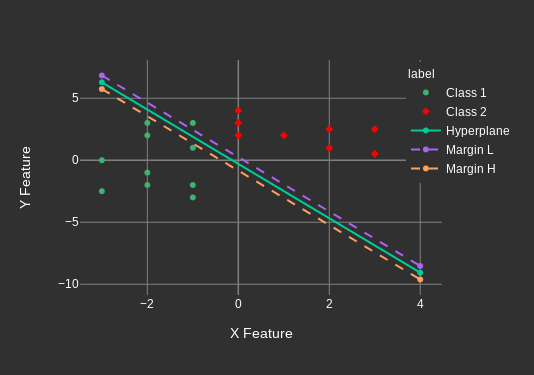 label
Class 1
Class 2
Hyperplane
Margin L
Margin H
5
0
−5
−10
−2
0
2
4
X Feature
Y Feature